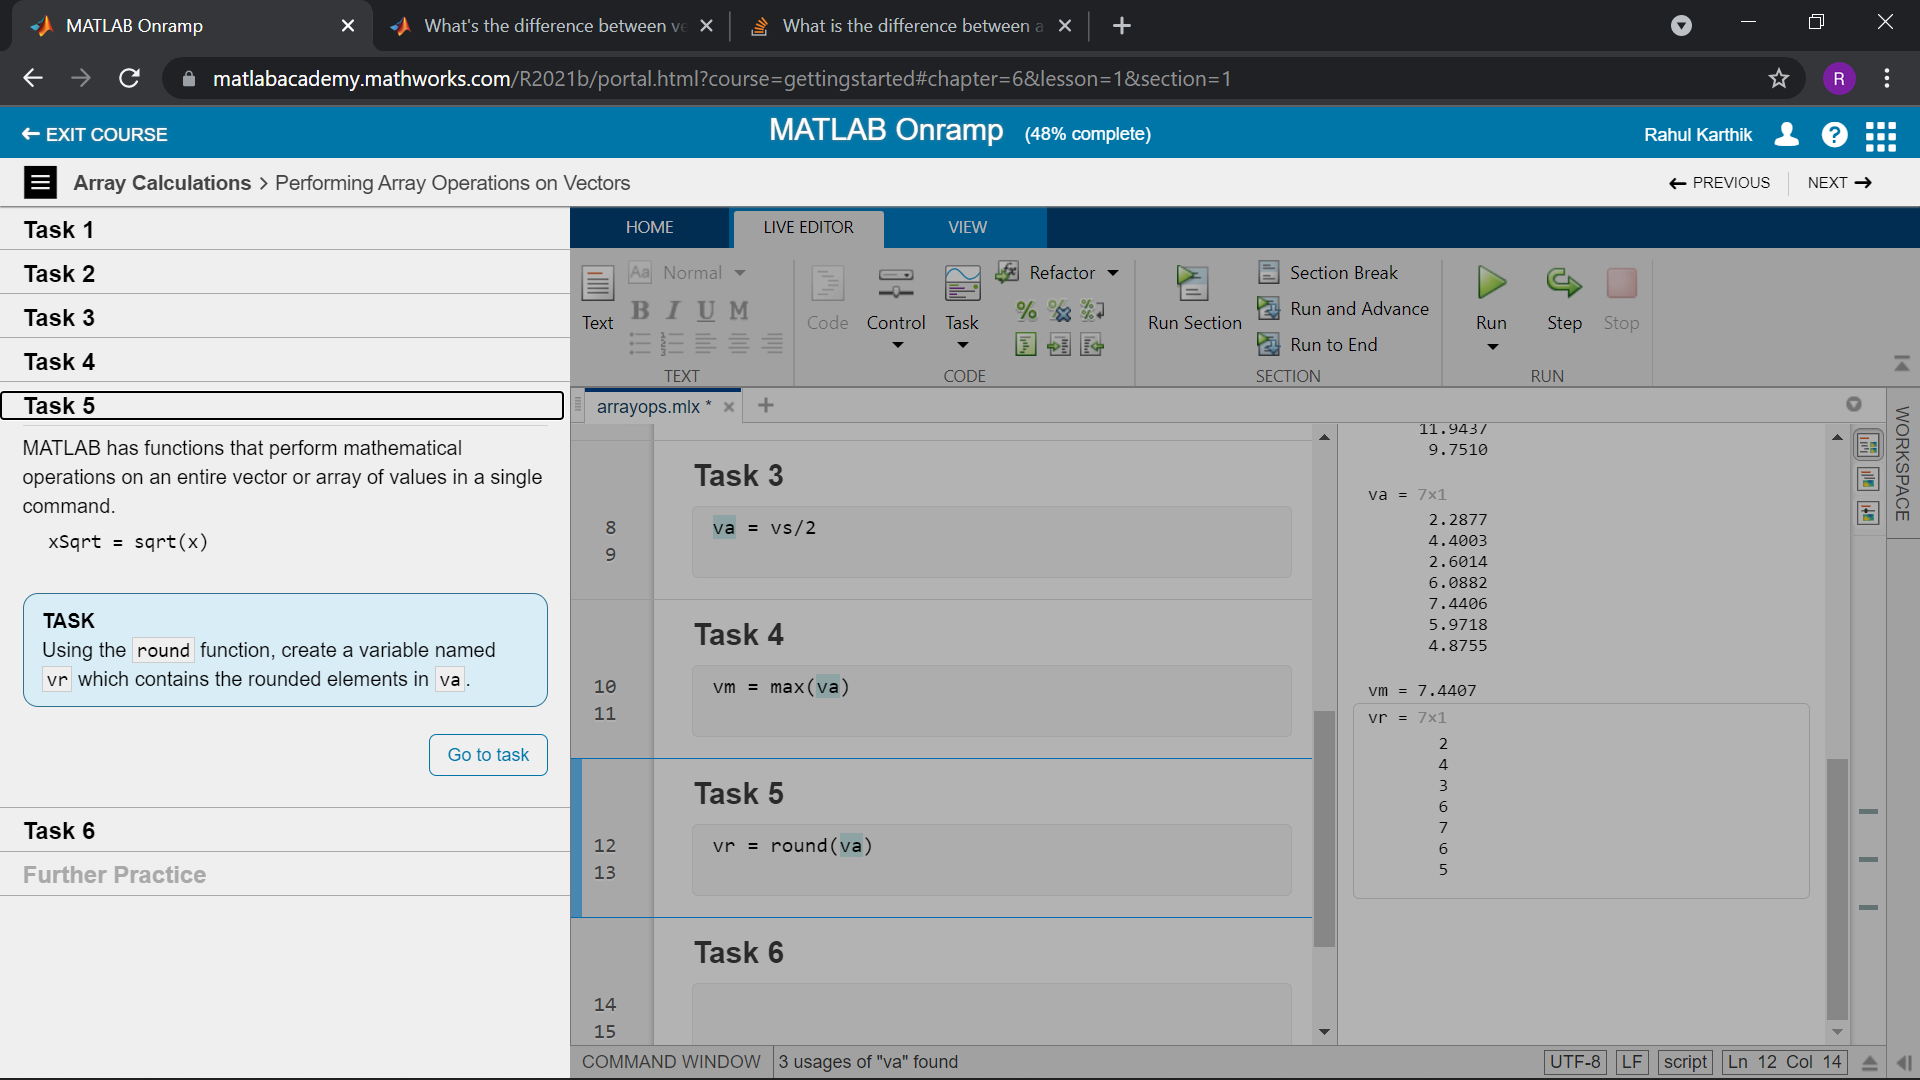 MATLAB Onramp
What's the difference between ve
What is the difference between a
matlabacademy.mathworks.com/R2021b/portal.html?course=gettingstarted#chapter=6&lesson=1&section=1
R
EXIT COURSE
MATLAB Onramp (48% complete)
Rahul Karthik
?
Array Calculations > Performing Array Operations on Vectors
PREVIOUS
NEXT
Task 1
Task 2
Task 3
Task 4
Task 5
MATLAB has functions that perform mathematical
operations on an entire vector or array of values in a single
command.
xSqrt = sqrt(x)
TASK
Using the round function, create a variable named
vr which contains the rounded elements in va.
Go to task
Task 6
Further Practice
HOME
LIVE EDITOR
VIEW
Text
Aa Normal
B I U M
TEXT
Code
Control
Task
Refactor
CODE
Run Section
Section Break
Run and Advance
Run to End
SECTION
Run
Step
Stop
RUN
arrayops.mlx *
Task 3
8 va = vs/2
9
Task 4
10 vm = max(va)
11
Task 5
12 vr = round(va)
13
Task 6
14
15
11.9437
9.7510
va = 7×1
2.2877
4.4003
2.6014
6.0882
7.4406
5.9718
4.8755
vm = 7.4407
vr = 7×1
2
4
3
6
7
6
5
WORKSPACE
COMMAND WINDOW
3 usages of "va" found
UTF-8
LF
script
Ln 12 Col 14